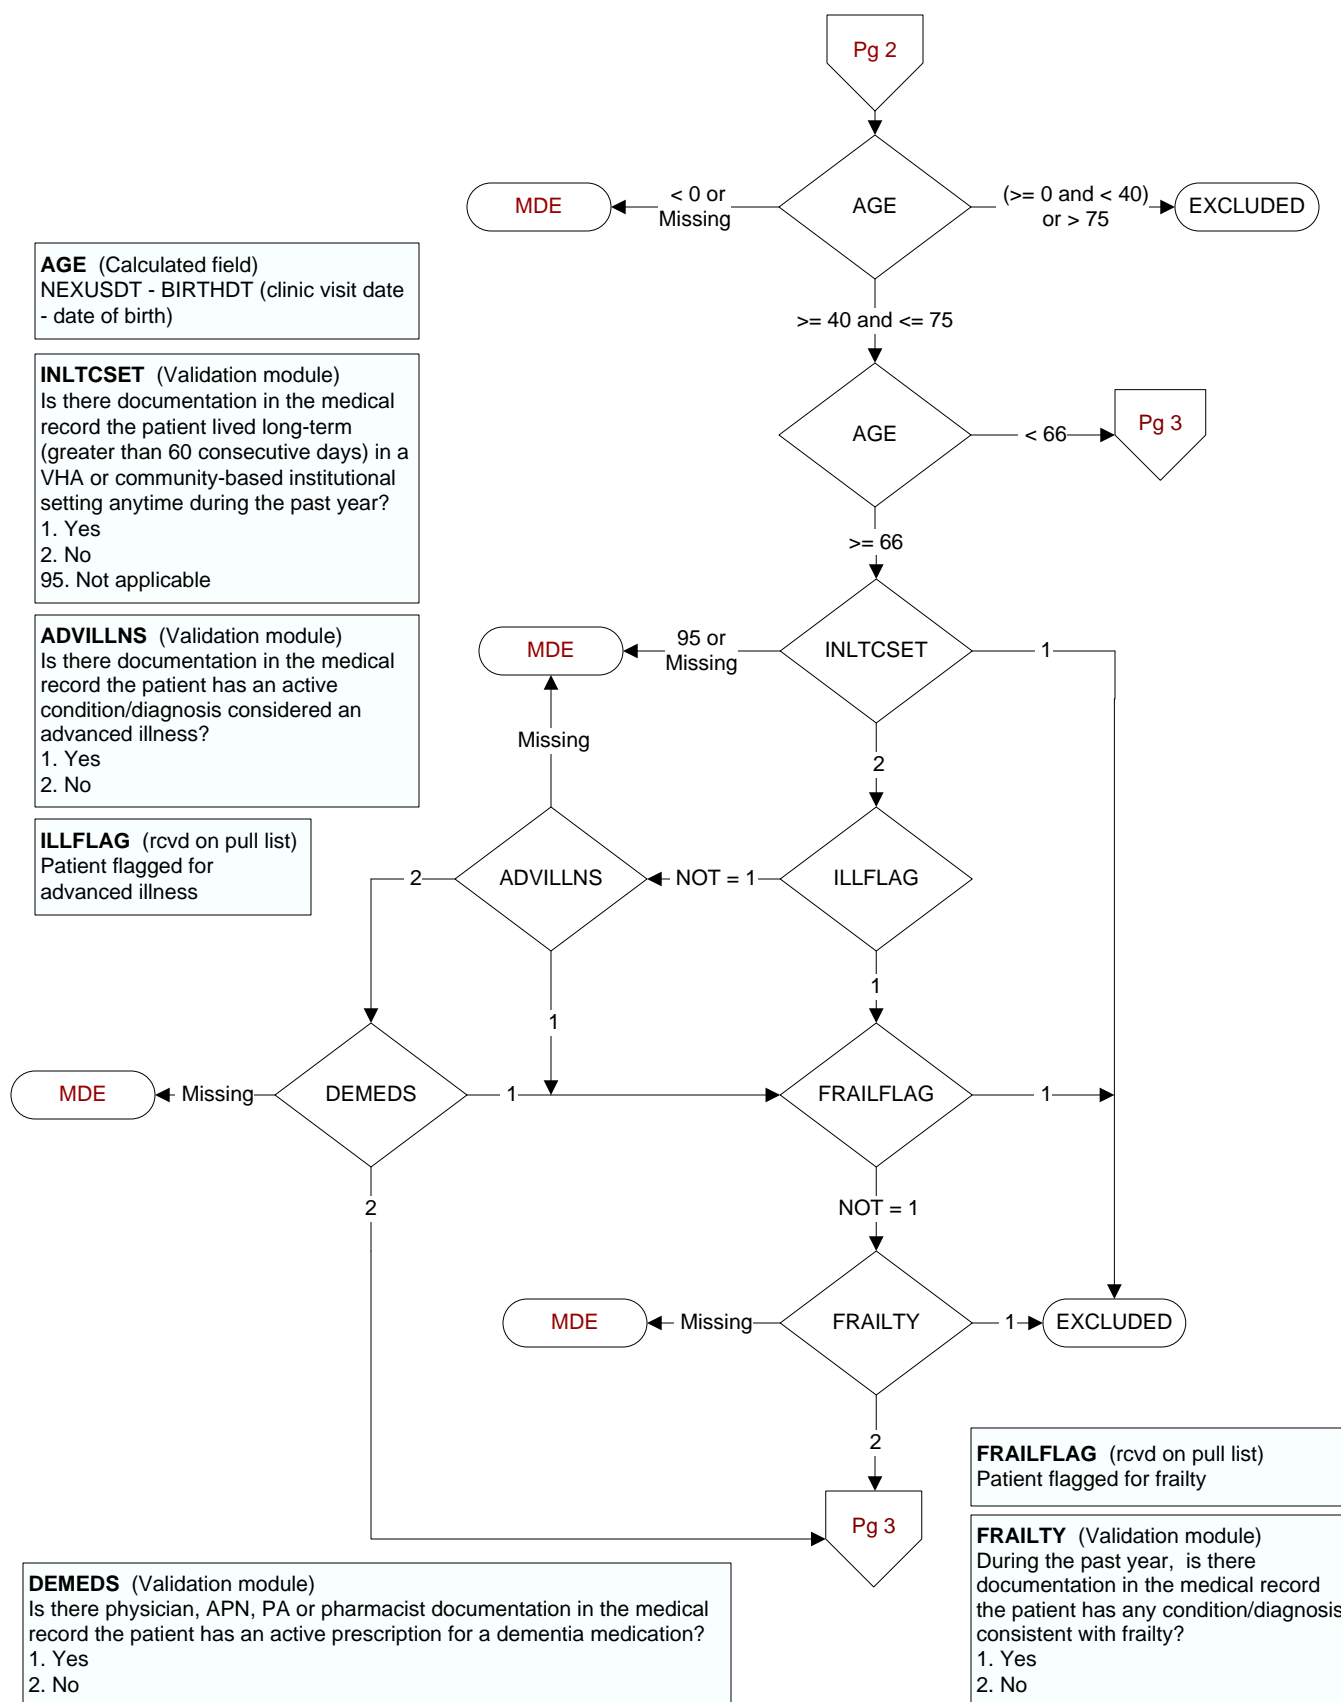 Pg 2
AGE
< 0 or
Missing
MDE
(>= 0 and < 40)
or > 75
EXCLUDED
>= 40 and <= 75
AGE
< 66
Pg 3
>= 66
AGE (Calculated field)
NEXUSDT - BIRTHDT (clinic visit date
- date of birth)
INLTCSET (Validation module)
Is there documentation in the medical
record the patient lived long-term
(greater than 60 consecutive days) in a
VHA or community-based institutional
setting anytime during the past year?
1. Yes
2. No
95. Not applicable
ADVILLNS (Validation module)
Is there documentation in the medical
record the patient has an active
condition/diagnosis considered an
advanced illness?
1. Yes
2. No
ILLFLAG (rcvd on pull list)
Patient flagged for
advanced illness
INLTCSET
95 or
Missing
MDE
1
2
Missing
ADVILLNS
NOT = 1
ILLFLAG
2
1
1
MDE
Missing
DEMEDS
1
FRAILFLAG
1
2
NOT = 1
MDE
Missing
FRAILTY
1
EXCLUDED
2
Pg 3
FRAILFLAG (rcvd on pull list)
Patient flagged for frailty
FRAILTY (Validation module)
During the past year, is there
documentation in the medical record
the patient has any condition/diagnosis
consistent with frailty?
1. Yes
2. No
DEMEDS (Validation module)
Is there physician, APN, PA or pharmacist documentation in the medical
record the patient has an active prescription for a dementia medication?
1. Yes
2. No